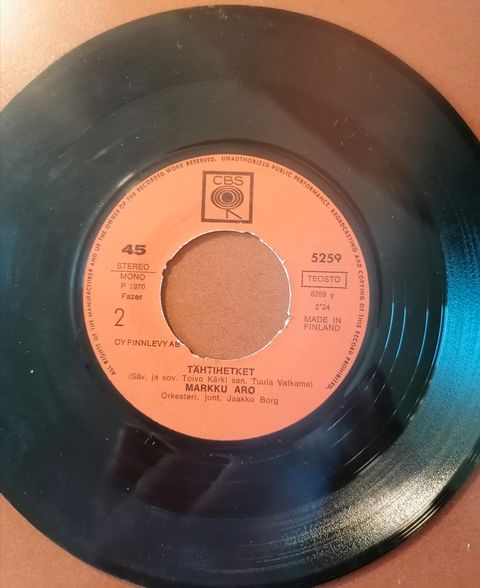 ALL RIGHTS OF THE MANUFACTURER AND OF THE OWNER OF THE RECORDED WORK RESERVED. UNAUTHORIZED PUBLIC PERFORMANCE, BROADCASTING AND COPYING OF THIS RECORD PROHIBITED.
CBS
45
STEREO
MONO
P 1970
Fazer
2
OY FINNLEVY AB
5259
TEOSTO
5259 y
2'24
MADE IN
FINLAND
TÄHTIHETKET
(Säv. ja sov. Toivo Kärki san. Tuula Valkama)
MARKKU ARO
Orkesteri, joht. Jaakko Borg